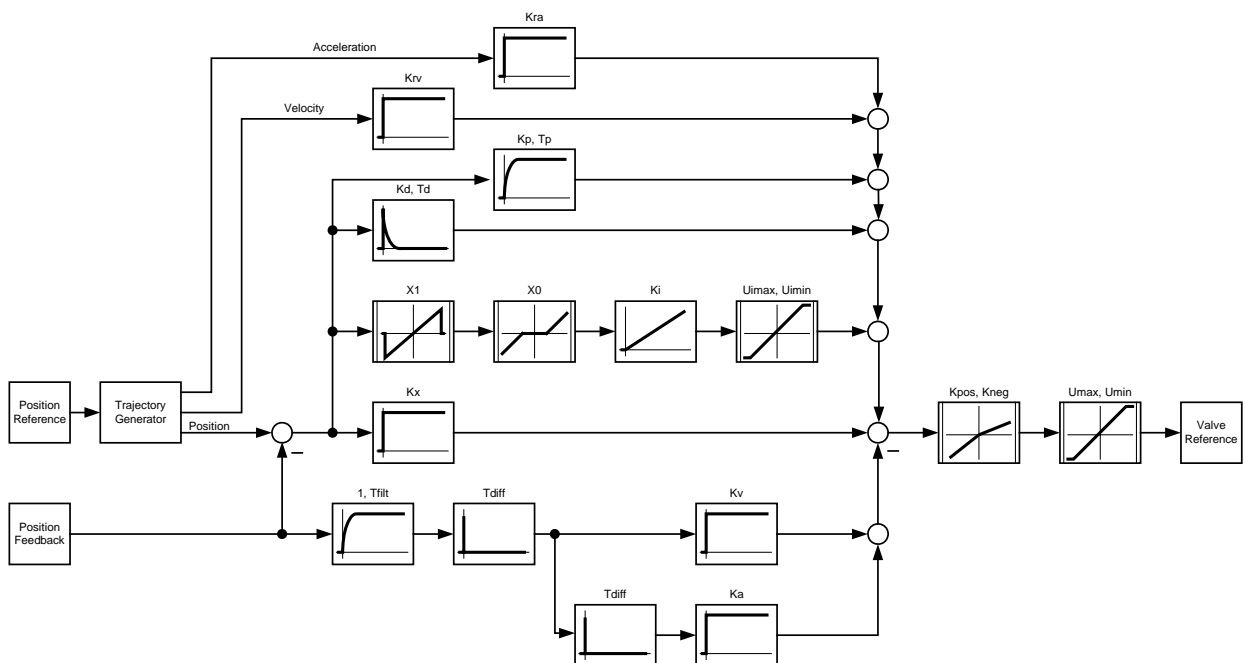 Kra
Acceleration
Krv
Velocity
Kp, Tp
Kd, Td
X1
X0
Ki
Uimax, Uimin
Position
Reference
Trajectory
Generator
Position
Kx
Kpos, Kneg
Umax, Umin
Valve
Reference
Position
Feedback
1, Tfilt
Tdiff
Kv
Tdiff
Ka